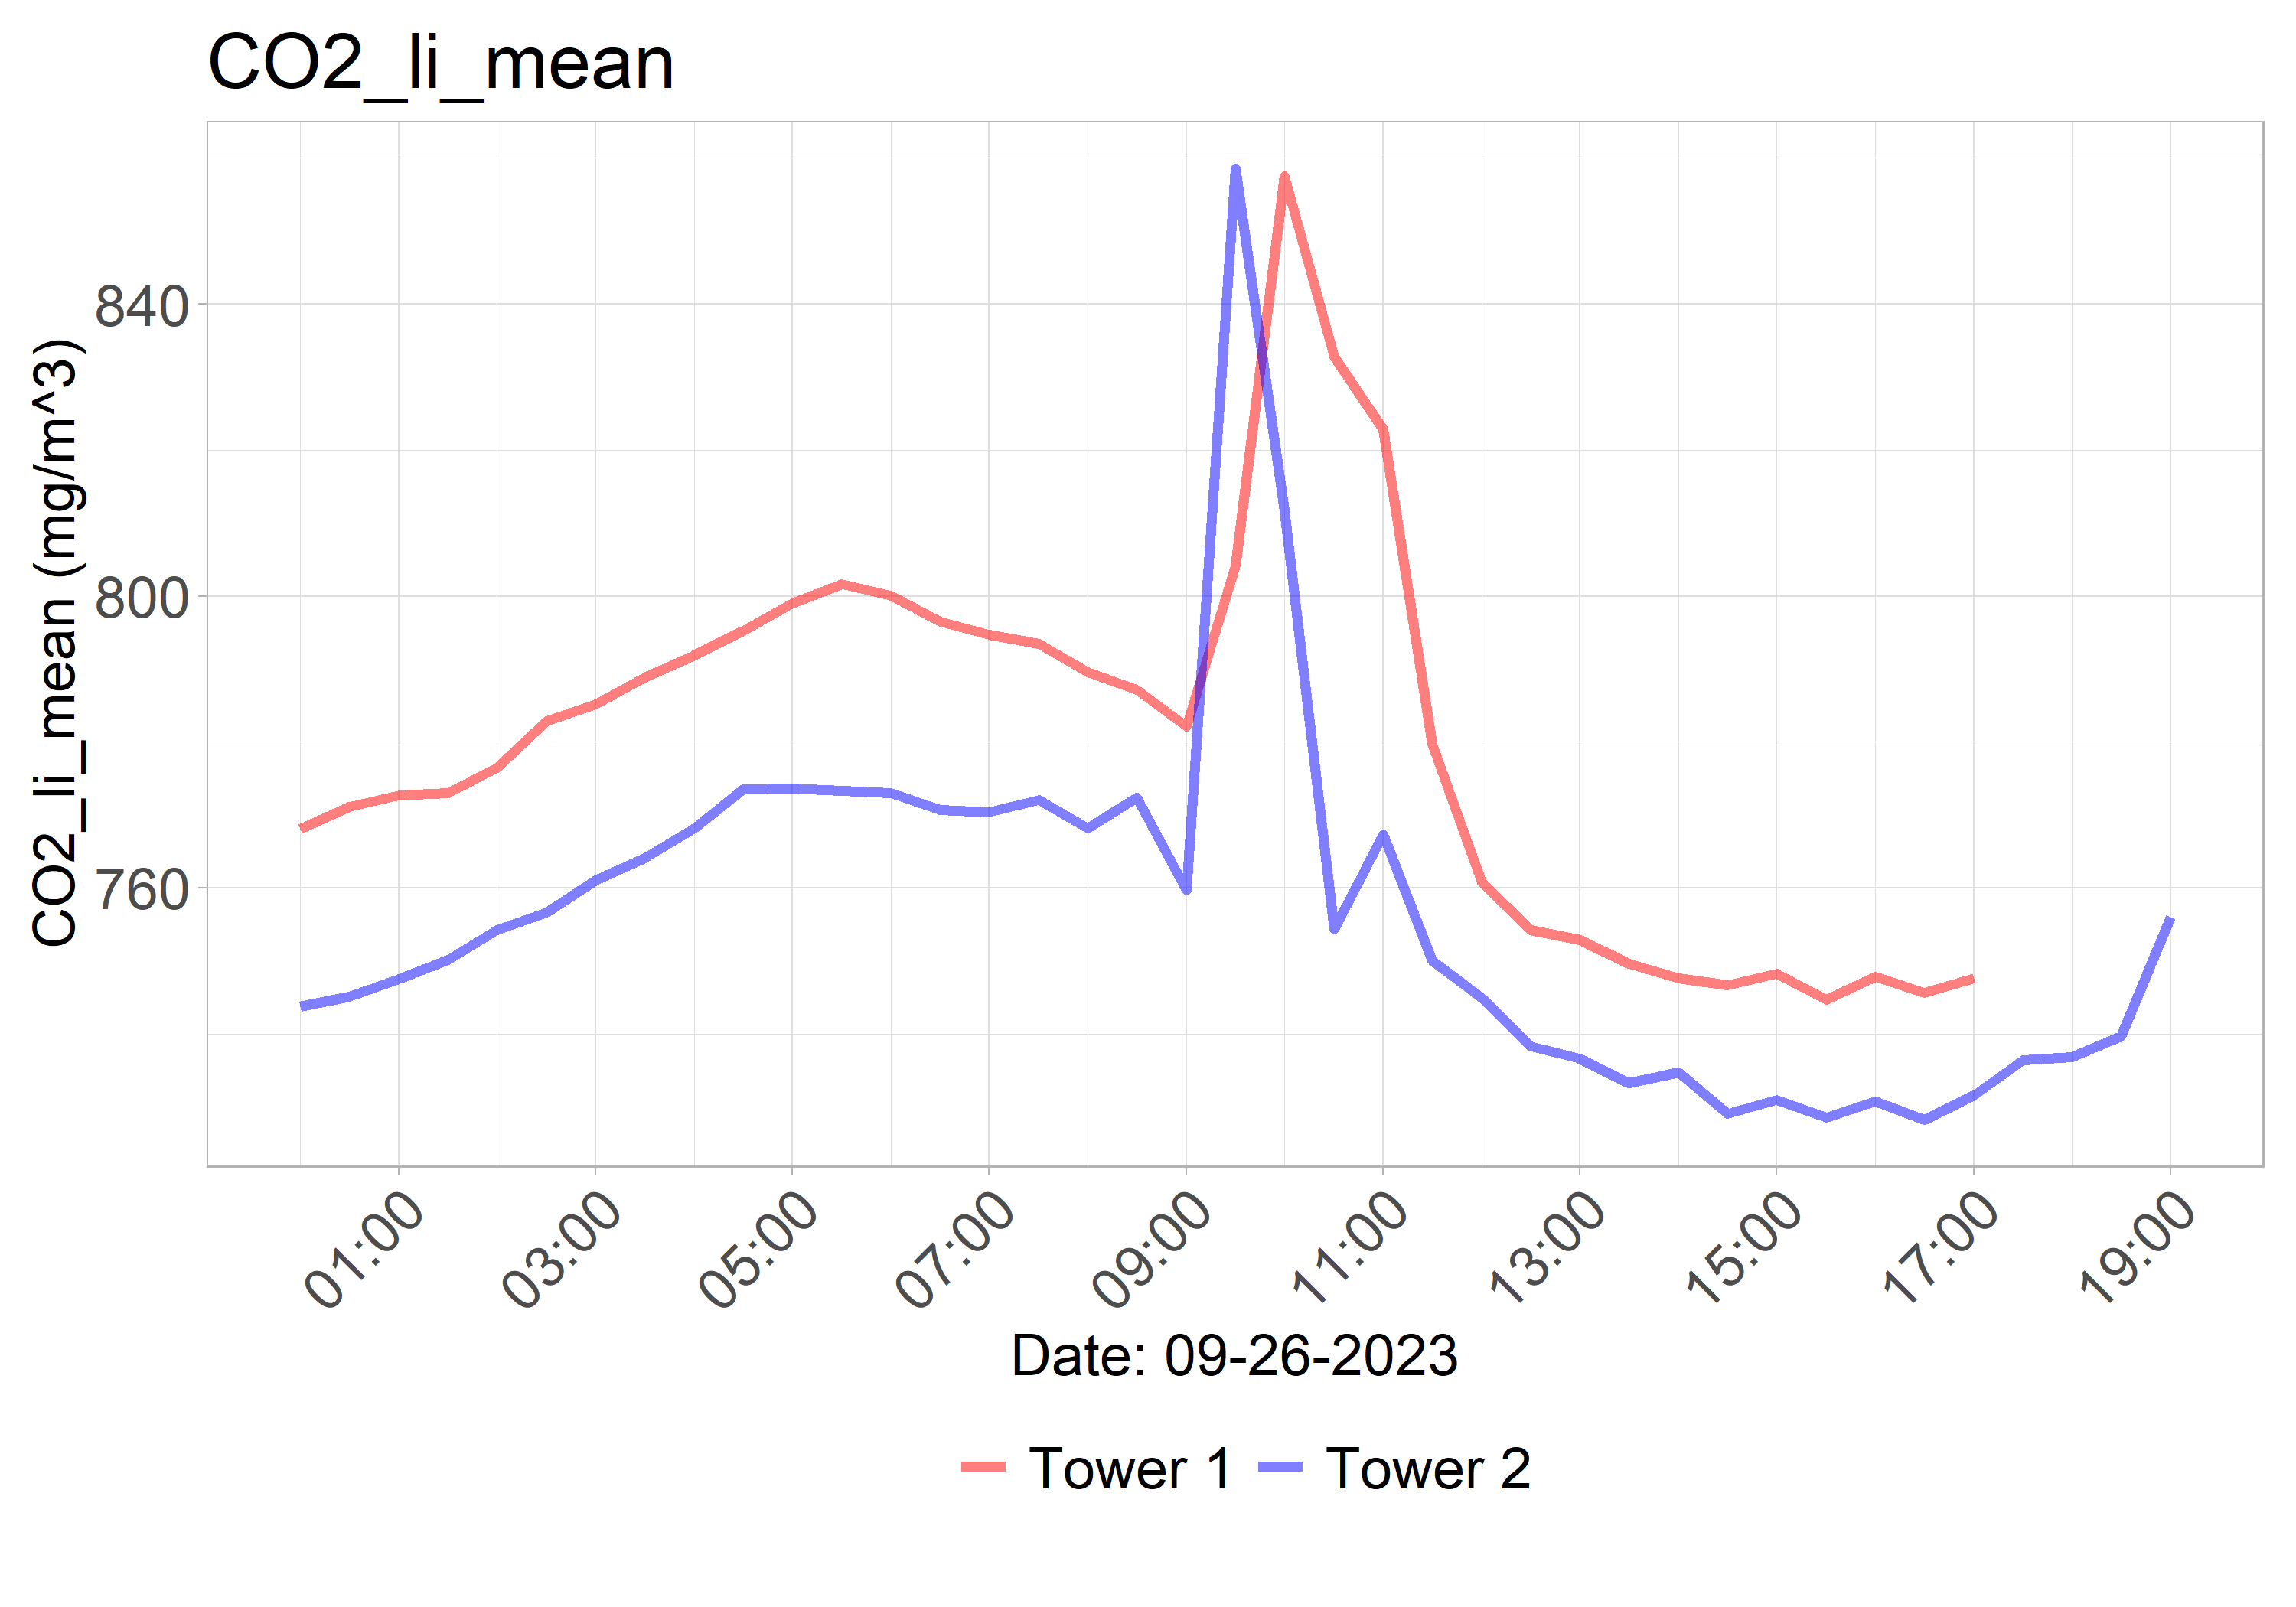 CO2_li_mean
CO2_li_mean (mg/m^3)
840
800
760
01:00 03:00 05:00 07:00 09:00 11:00 13:00 15:00 17:00 19:00
Date: 09-26-2023
Tower 1 Tower 2